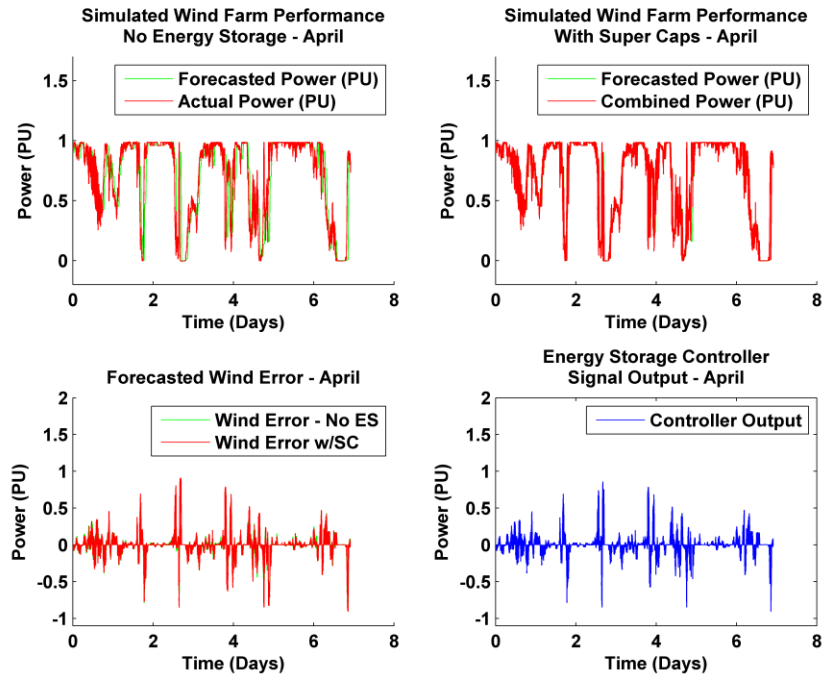 Simulated Wind Farm Performance
No Energy Storage - April
Forecasted Power (PU)
Actual Power (PU)
Power (PU)
1.5
1
0.5
0
0
2
4
6
8
Time (Days)
Simulated Wind Farm Performance
With Super Caps - April
Forecasted Power (PU)
Combined Power (PU)
Power (PU)
1.5
1
0.5
0
0
2
4
6
8
Time (Days)
Forecasted Wind Error - April
Wind Error - No ES
Wind Error w/SC
Power (PU)
2
1.5
1
0.5
0
-0.5
-1
0
2
4
6
8
Time (Days)
Energy Storage Controller
Signal Output - April
Controller Output
Power (PU)
2
1.5
1
0.5
0
-0.5
-1
0
2
4
6
8
Time (Days)